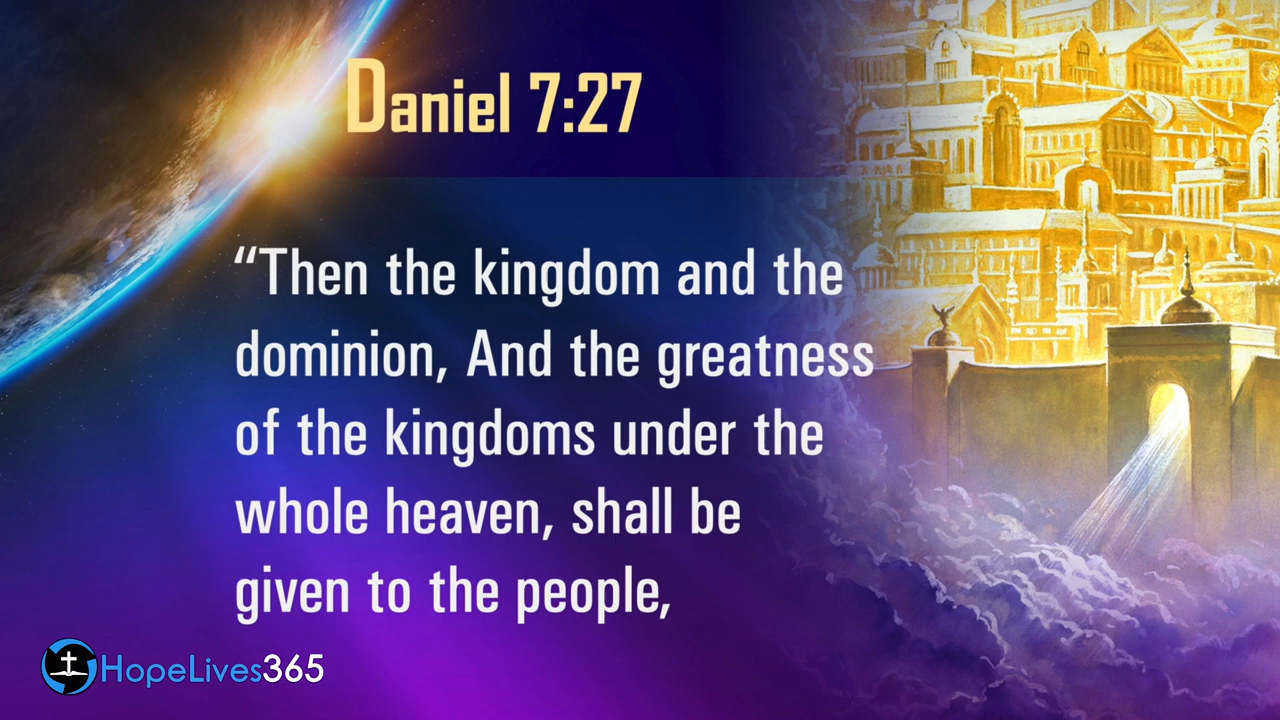 Daniel 7:27
“Then the kingdom and the
dominion, And the greatness
of the kingdoms under the
whole heaven, shall be
given to the people,
HopeLives365